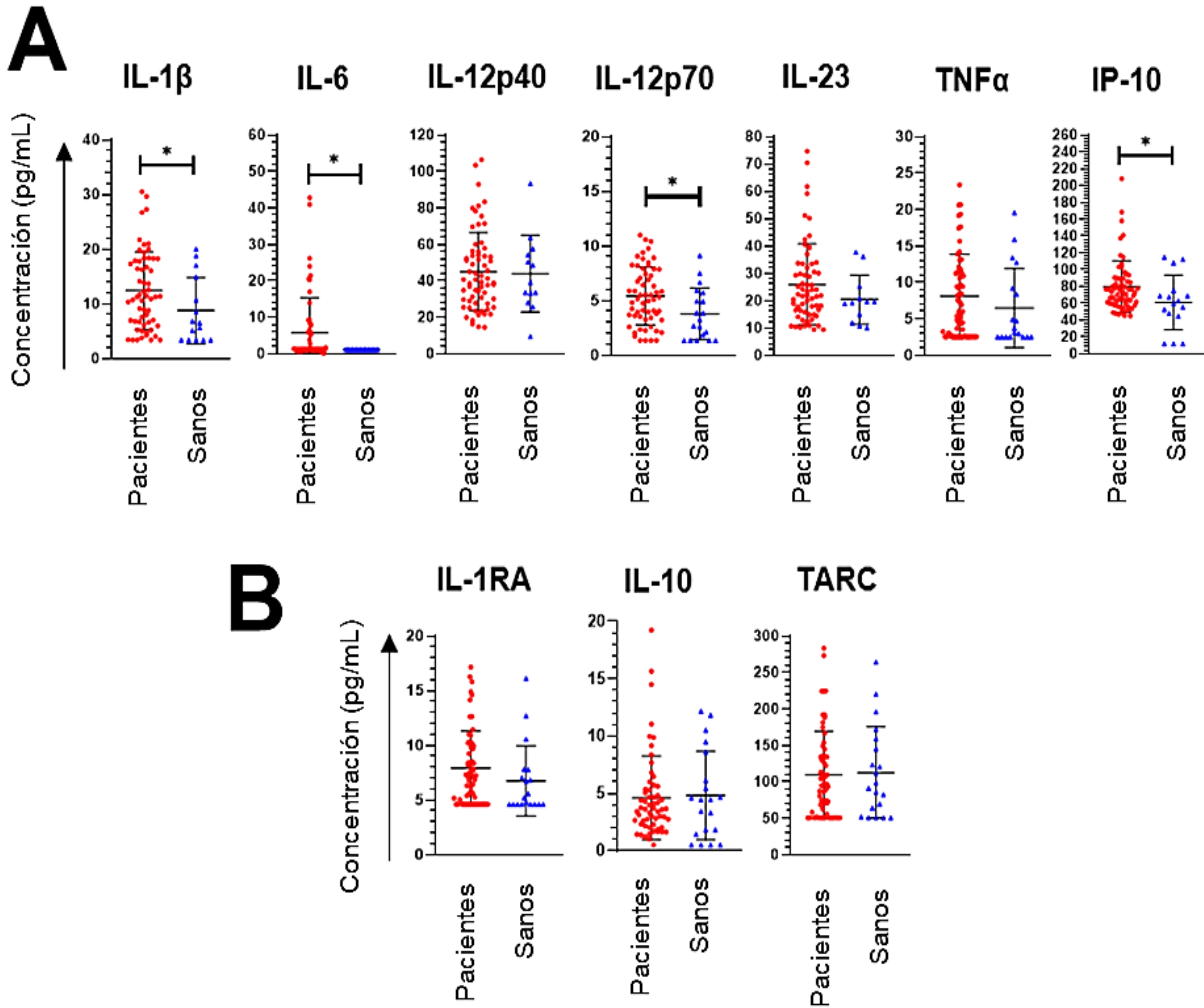 A
IL-1β IL-6 IL-12p40 IL-12p70 IL-23 TNFα IP-10
Concentración (pg/mL)
40 30 20 10 0
*
60 50 40 30 20 10 0
*
120 100 80 60 40 20 0
20 15 10 5 0
*
80 70 60 50 40 30 20 10 0
30 25 20 15 10 5 0
260 240 220 200 180 160 140 120 100 80 60 40 20 0
*
Pacientes Sanos Pacientes Sanos Pacientes Sanos Pacientes Sanos Pacientes Sanos Pacientes Sanos Pacientes Sanos
B
IL-1RA IL-10 TARC
Concentración (pg/mL)
20 15 10 5 0
20 15 10 5 0
300 250 200 150 100 50 0
Pacientes Sanos Pacientes Sanos Pacientes Sanos